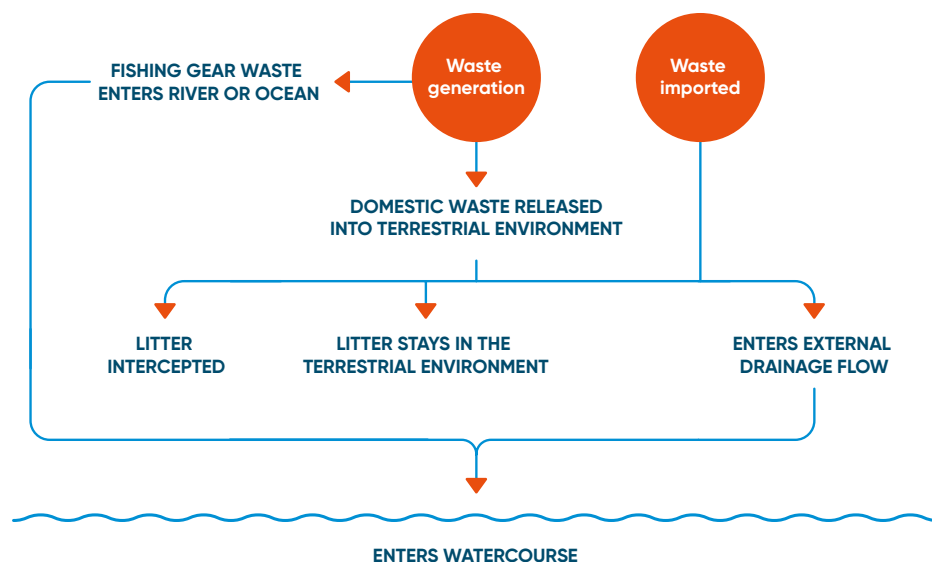 FISHING GEAR WASTE
ENTERS RIVER OR OCEAN
Waste
generation
Waste
imported
DOMESTIC WASTE RELEASED
INTO TERRESTRIAL ENVIRONMENT
LITTER
INTERCEPTED
LITTER STAYS IN THE
TERRESTRIAL ENVIRONMENT
ENTERS EXTERNAL
DRAINAGE FLOW
ENTERS WATERCOURSE